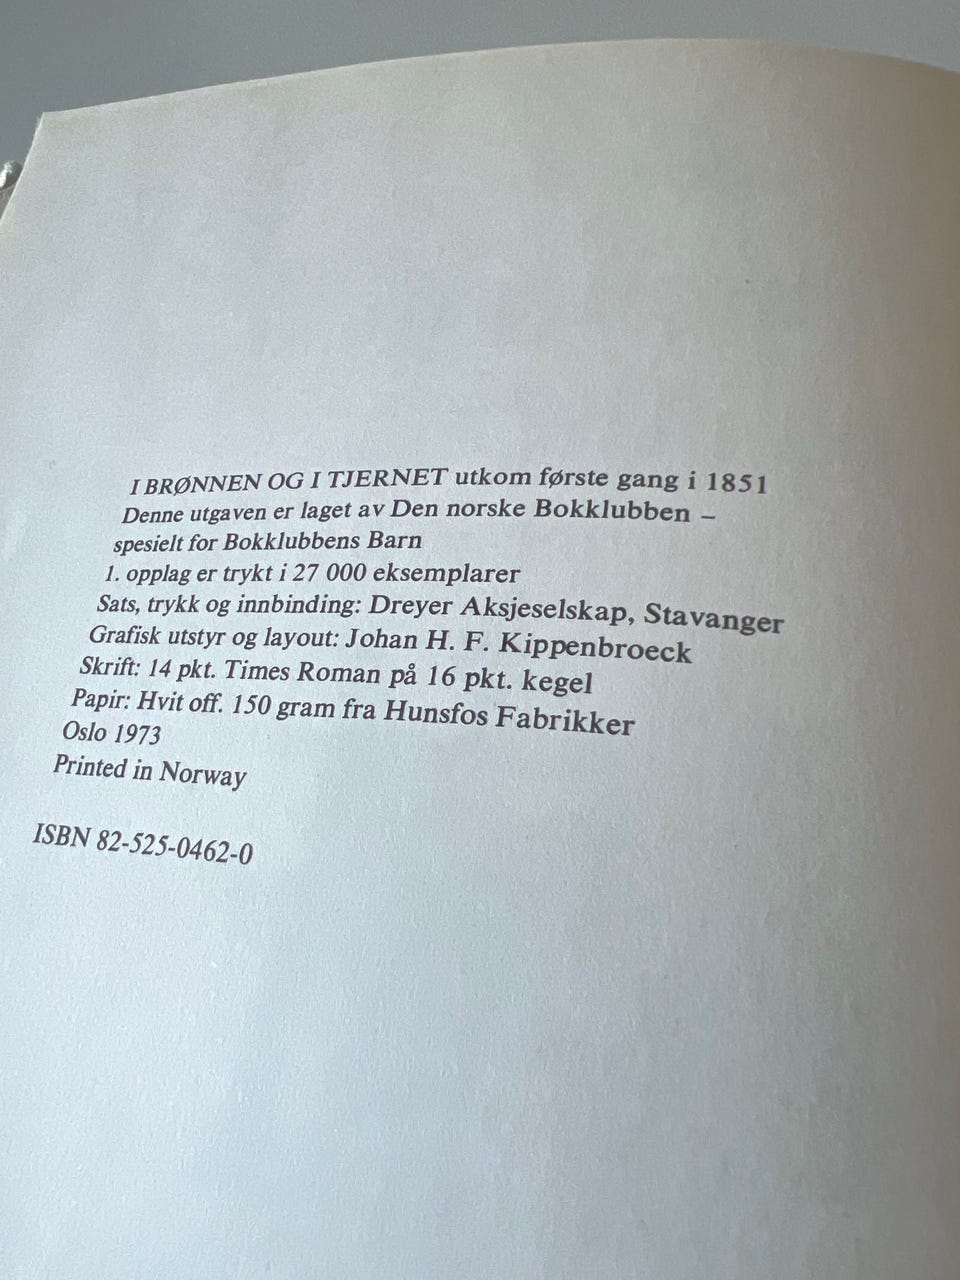 I BRØNNEN OG I TJERNET utkom første gang i 1851
Denne utgaven er laget av Den norske Bokklubben –
spesielt for Bokklubbens Barn
1. opplag er trykt i 27 000 eksemplarer
Sats, trykk og innbinding: Dreyer Aksjeselskap, Stavanger
Grafisk utstyr og layout: Johan H. F. Kippenbroeck
Skrift: 14 pkt. Times Roman på 16 pkt. kegel
Papir: Hvit off. 150 gram fra Hunsfos Fabrikker
Oslo 1973
Printed in Norway
ISBN 82-525-0462-0